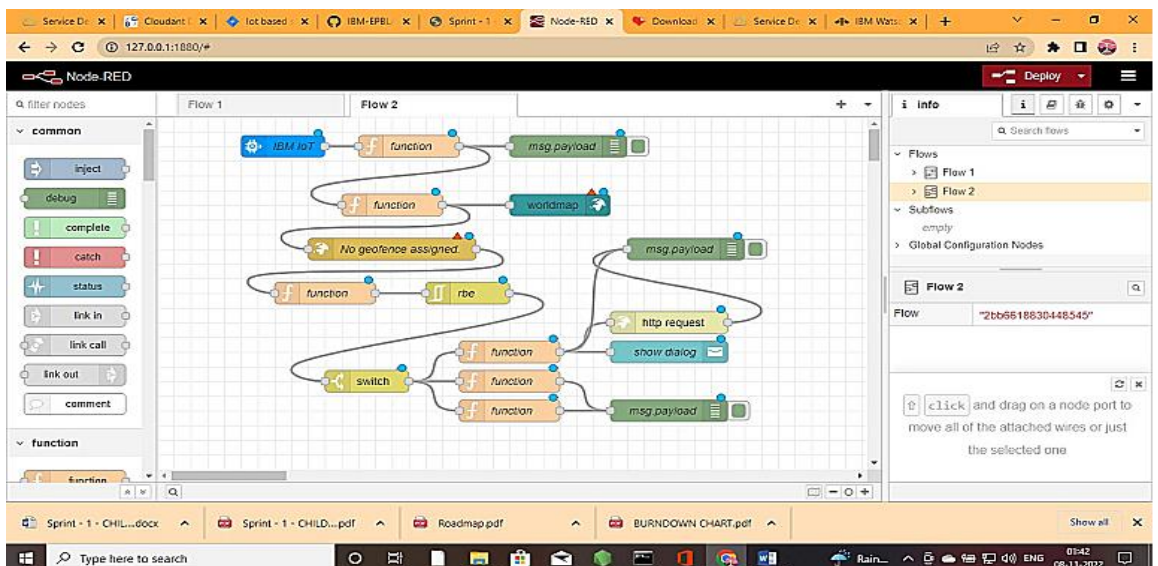 Service De
Cloudant
Iot based
IBM-EPBL
Sprint - 1
Node-RED
Download
Service De
IBM Wats
127.0.0.1:1880/#
Node-RED
Deploy
filter nodes
Flow 1
Flow 2
info
Search flows
common
inject
debug
complete
catch
status
link in
link call
link out
comment
function
function
IBM IoT
function
msg.payload
function
worldmap
No geofence assigned.
msg.payload
function
rbe
http request
function
show dialog
switch
function
function
msg.payload
Flows
Flow 1
Flow 2
Subflows
empty
Global Configuration Nodes
Flow 2
Flow "2bb6618830448545"
click and drag on a node port to
move all of the attached wires or just
the selected one
Sprint - 1 - CHIL...docx
Sprint - 1 - CHILD...pdf
Roadmap.pdf
BURNDOWN CHART.pdf
Show all
Type here to search
Rain...
ENG
01:42
08-11-2022